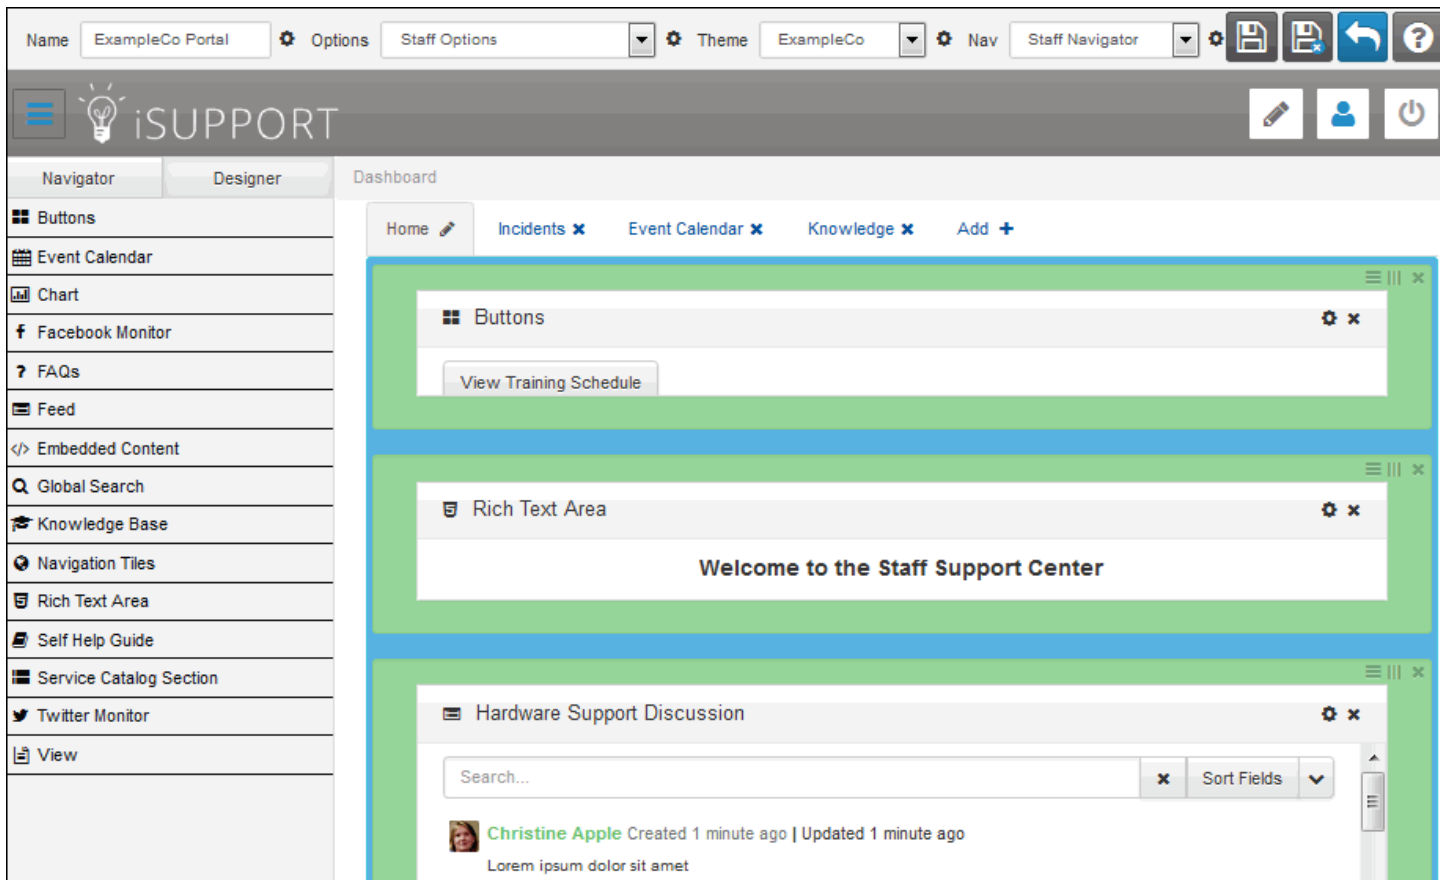 Name ExampleCo Portal Options Staff Options Theme ExampleCo Nav Staff Navigator
iSUPPORT
Navigator Designer Dashboard
Buttons
Event Calendar
Chart
Facebook Monitor
FAQs
Feed
Embedded Content
Global Search
Knowledge Base
Navigation Tiles
Rich Text Area
Self Help Guide
Service Catalog Section
Twitter Monitor
View
Home Incidents Event Calendar Knowledge Add
Buttons
View Training Schedule
Rich Text Area
Welcome to the Staff Support Center
Hardware Support Discussion
Search... Sort Fields
Christine Apple Created 1 minute ago | Updated 1 minute ago
Lorem ipsum dolor sit amet